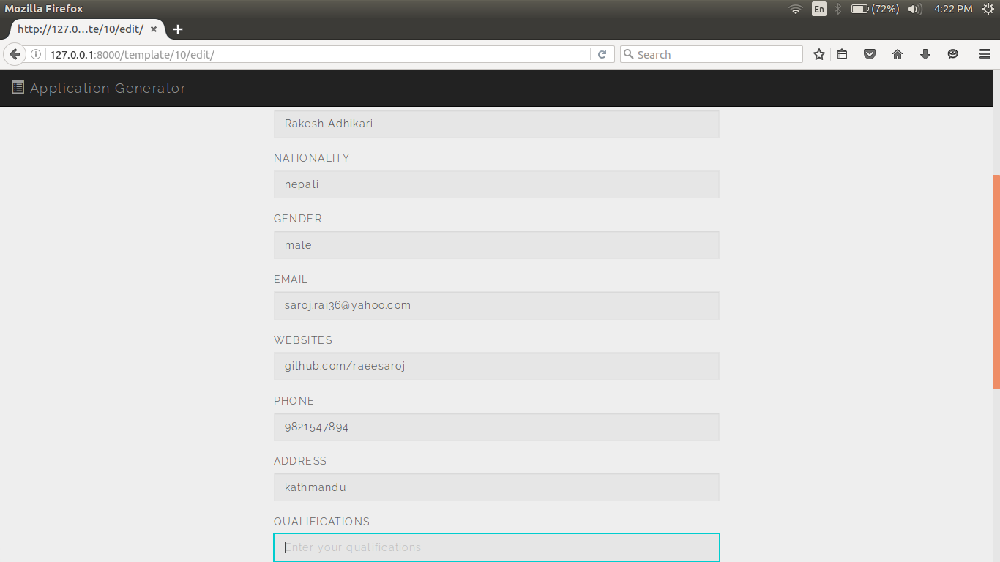 Mozilla Firefox
En
(72%)
4:22 PM
http://127.0...te/10/edit/
127.0.0.1:8000/template/10/edit/
Search
Application Generator
Rakesh Adhikari
NATIONALITY
nepali
GENDER
male
EMAIL
saroj.rai36@yahoo.com
WEBSITES
github.com/raeesaroj
PHONE
9821547894
ADDRESS
kathmandu
QUALIFICATIONS
Enter your qualifications